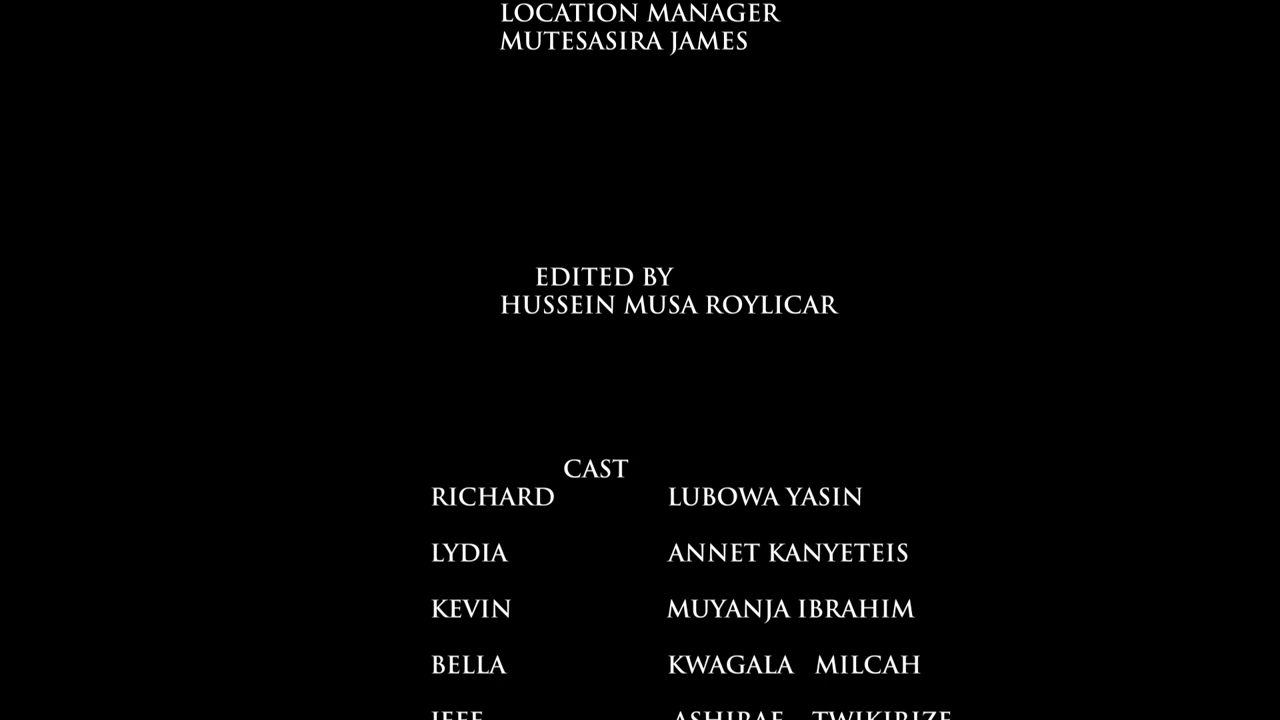 LOCATION MANAGER
MUTESASIRA JAMES
EDITED BY
HUSSEIN MUSA ROYLICAR
CAST
RICHARD LUBOWA YASIN
LYDIA ANNET KANYETEIS
KEVIN MUYANJA IBRAHIM
BELLA KWAGALA MILCAH